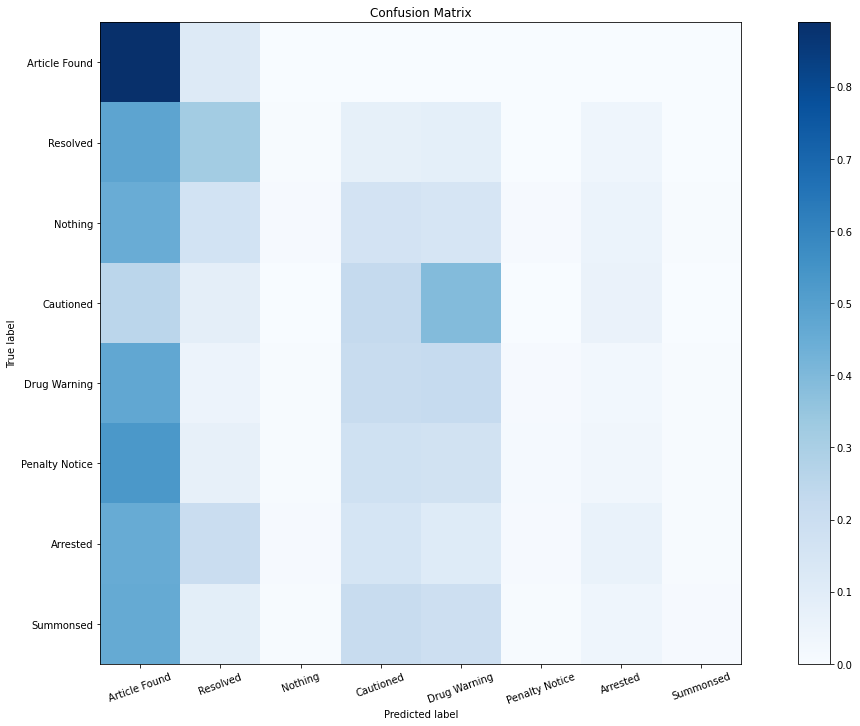 Confusion Matrix
True label
Article Found
Resolved
Nothing
Cautioned
Drug Warning
Penalty Notice
Arrested
Summonsed
Article Found
Resolved
Nothing
Cautioned
Drug Warning
Penalty Notice
Arrested
Summonsed
Predicted label
0.8
0.7
0.6
0.5
0.4
0.3
0.2
0.1
0.0